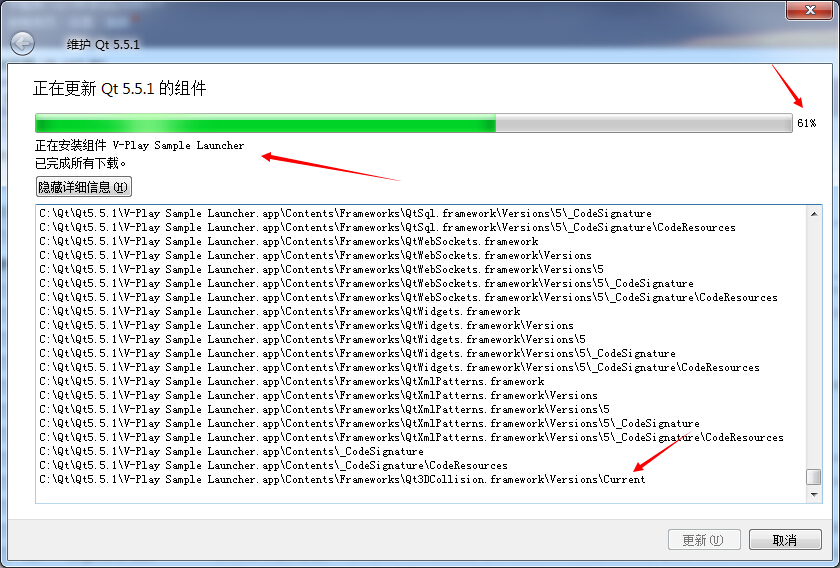 维护 Qt 5.5.1
正在更新 Qt 5.5.1 的组件
61%
正在安装组件 V-Play Sample Launcher
已完成所有下载。
隐藏详细信息(H)
C:\Qt\Qt5.5.1\V-Play Sample Launcher.app\Contents\Frameworks\QtSql.framework\Versions\5\_CodeSignature
C:\Qt\Qt5.5.1\V-Play Sample Launcher.app\Contents\Frameworks\QtSql.framework\Versions\5\_CodeSignature\CodeResources
C:\Qt\Qt5.5.1\V-Play Sample Launcher.app\Contents\Frameworks\QtWebSockets.framework
C:\Qt\Qt5.5.1\V-Play Sample Launcher.app\Contents\Frameworks\QtWebSockets.framework\Versions
C:\Qt\Qt5.5.1\V-Play Sample Launcher.app\Contents\Frameworks\QtWebSockets.framework\Versions\5
C:\Qt\Qt5.5.1\V-Play Sample Launcher.app\Contents\Frameworks\QtWebSockets.framework\Versions\5\_CodeSignature
C:\Qt\Qt5.5.1\V-Play Sample Launcher.app\Contents\Frameworks\QtWebSockets.framework\Versions\5\_CodeSignature\CodeResources
C:\Qt\Qt5.5.1\V-Play Sample Launcher.app\Contents\Frameworks\QtWidgets.framework
C:\Qt\Qt5.5.1\V-Play Sample Launcher.app\Contents\Frameworks\QtWidgets.framework\Versions
C:\Qt\Qt5.5.1\V-Play Sample Launcher.app\Contents\Frameworks\QtWidgets.framework\Versions\5
C:\Qt\Qt5.5.1\V-Play Sample Launcher.app\Contents\Frameworks\QtWidgets.framework\Versions\5\_CodeSignature
C:\Qt\Qt5.5.1\V-Play Sample Launcher.app\Contents\Frameworks\QtWidgets.framework\Versions\5\_CodeSignature\CodeResources
C:\Qt\Qt5.5.1\V-Play Sample Launcher.app\Contents\Frameworks\QtXmlPatterns.framework
C:\Qt\Qt5.5.1\V-Play Sample Launcher.app\Contents\Frameworks\QtXmlPatterns.framework\Versions
C:\Qt\Qt5.5.1\V-Play Sample Launcher.app\Contents\Frameworks\QtXmlPatterns.framework\Versions\5
C:\Qt\Qt5.5.1\V-Play Sample Launcher.app\Contents\Frameworks\QtXmlPatterns.framework\Versions\5\_CodeSignature
C:\Qt\Qt5.5.1\V-Play Sample Launcher.app\Contents\Frameworks\QtXmlPatterns.framework\Versions\5\_CodeSignature\CodeResources
C:\Qt\Qt5.5.1\V-Play Sample Launcher.app\Contents\_CodeSignature
C:\Qt\Qt5.5.1\V-Play Sample Launcher.app\Contents\_CodeSignature\CodeResources
C:\Qt\Qt5.5.1\V-Play Sample Launcher.app\Contents\Frameworks\Qt3DCollision.framework\Versions\Current
更新(U)
取消